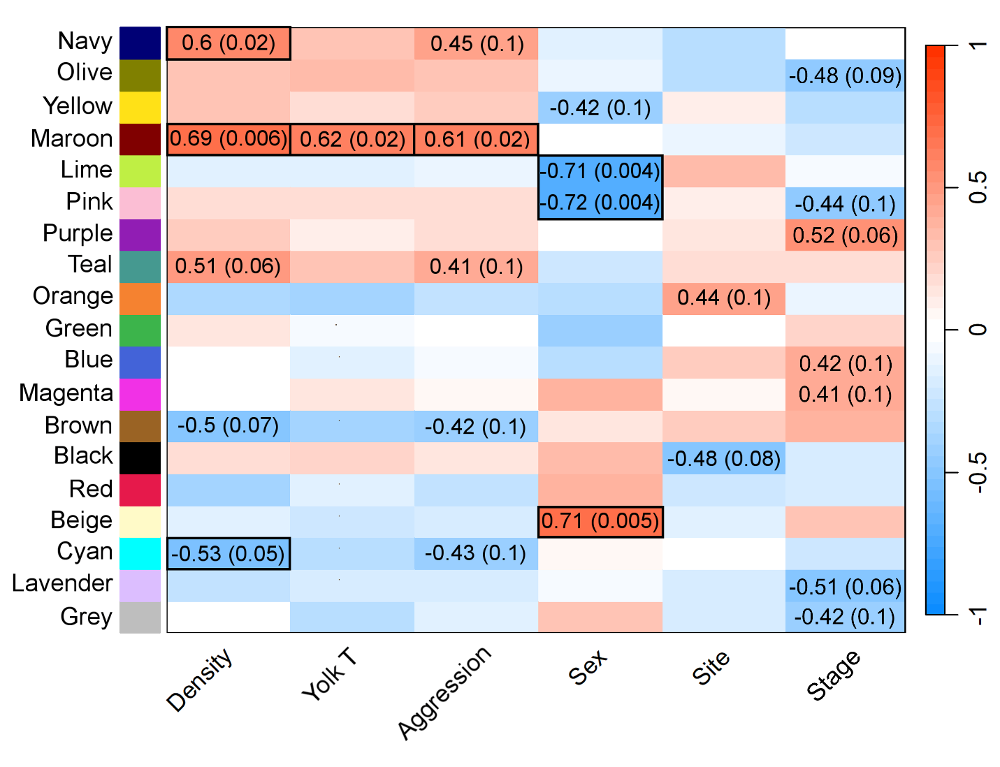 Navy 0.6 (0.02) 0.45 (0.1)
Olive -0.48 (0.09)
Yellow -0.42 (0.1)
Maroon 0.69 (0.006) 0.62 (0.02) 0.61 (0.02)
Lime -0.71 (0.004)
Pink -0.72 (0.004) -0.44 (0.1)
Purple 0.52 (0.06)
Teal 0.51 (0.06) 0.41 (0.1)
Orange 0.44 (0.1)
Green
Blue 0.42 (0.1)
Magenta 0.41 (0.1)
Brown -0.5 (0.07) -0.42 (0.1)
Black -0.48 (0.08)
Red
Beige 0.71 (0.005)
Cyan -0.53 (0.05) -0.43 (0.1)
Lavender -0.51 (0.06)
Grey -0.42 (0.1)
Density Yolk T Aggression Sex Site Stage
1
0.5
0
-0.5
-1